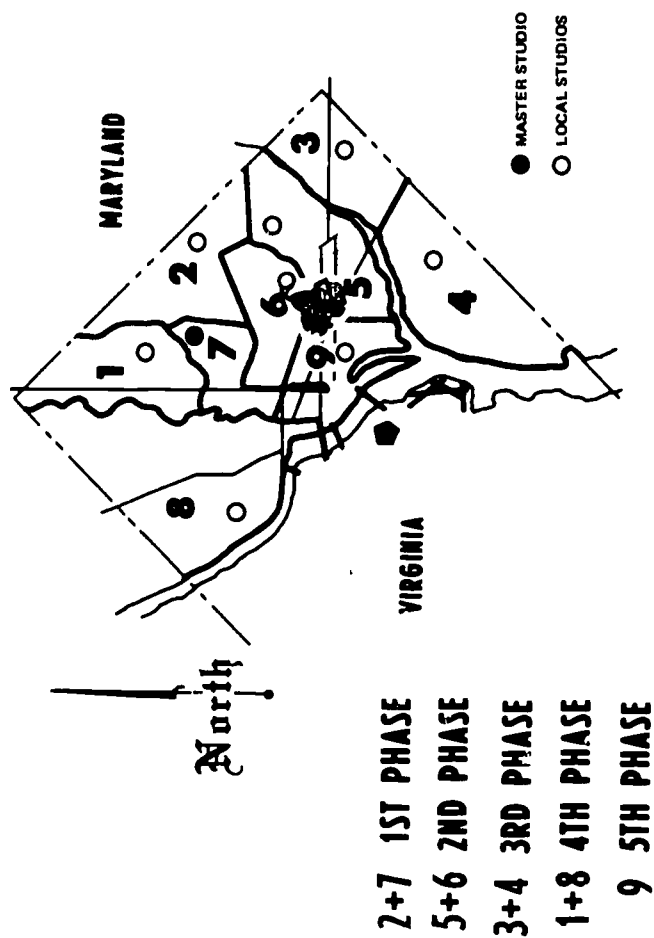 MARYLAND
1
2
3
4
5
6
7
8
9
VIRGINIA
North
● MASTER STUDIO
○ LOCAL STUDIOS
2+7 1ST PHASE
5+6 2ND PHASE
3+4 3RD PHASE
1+8 4TH PHASE
9 5TH PHASE